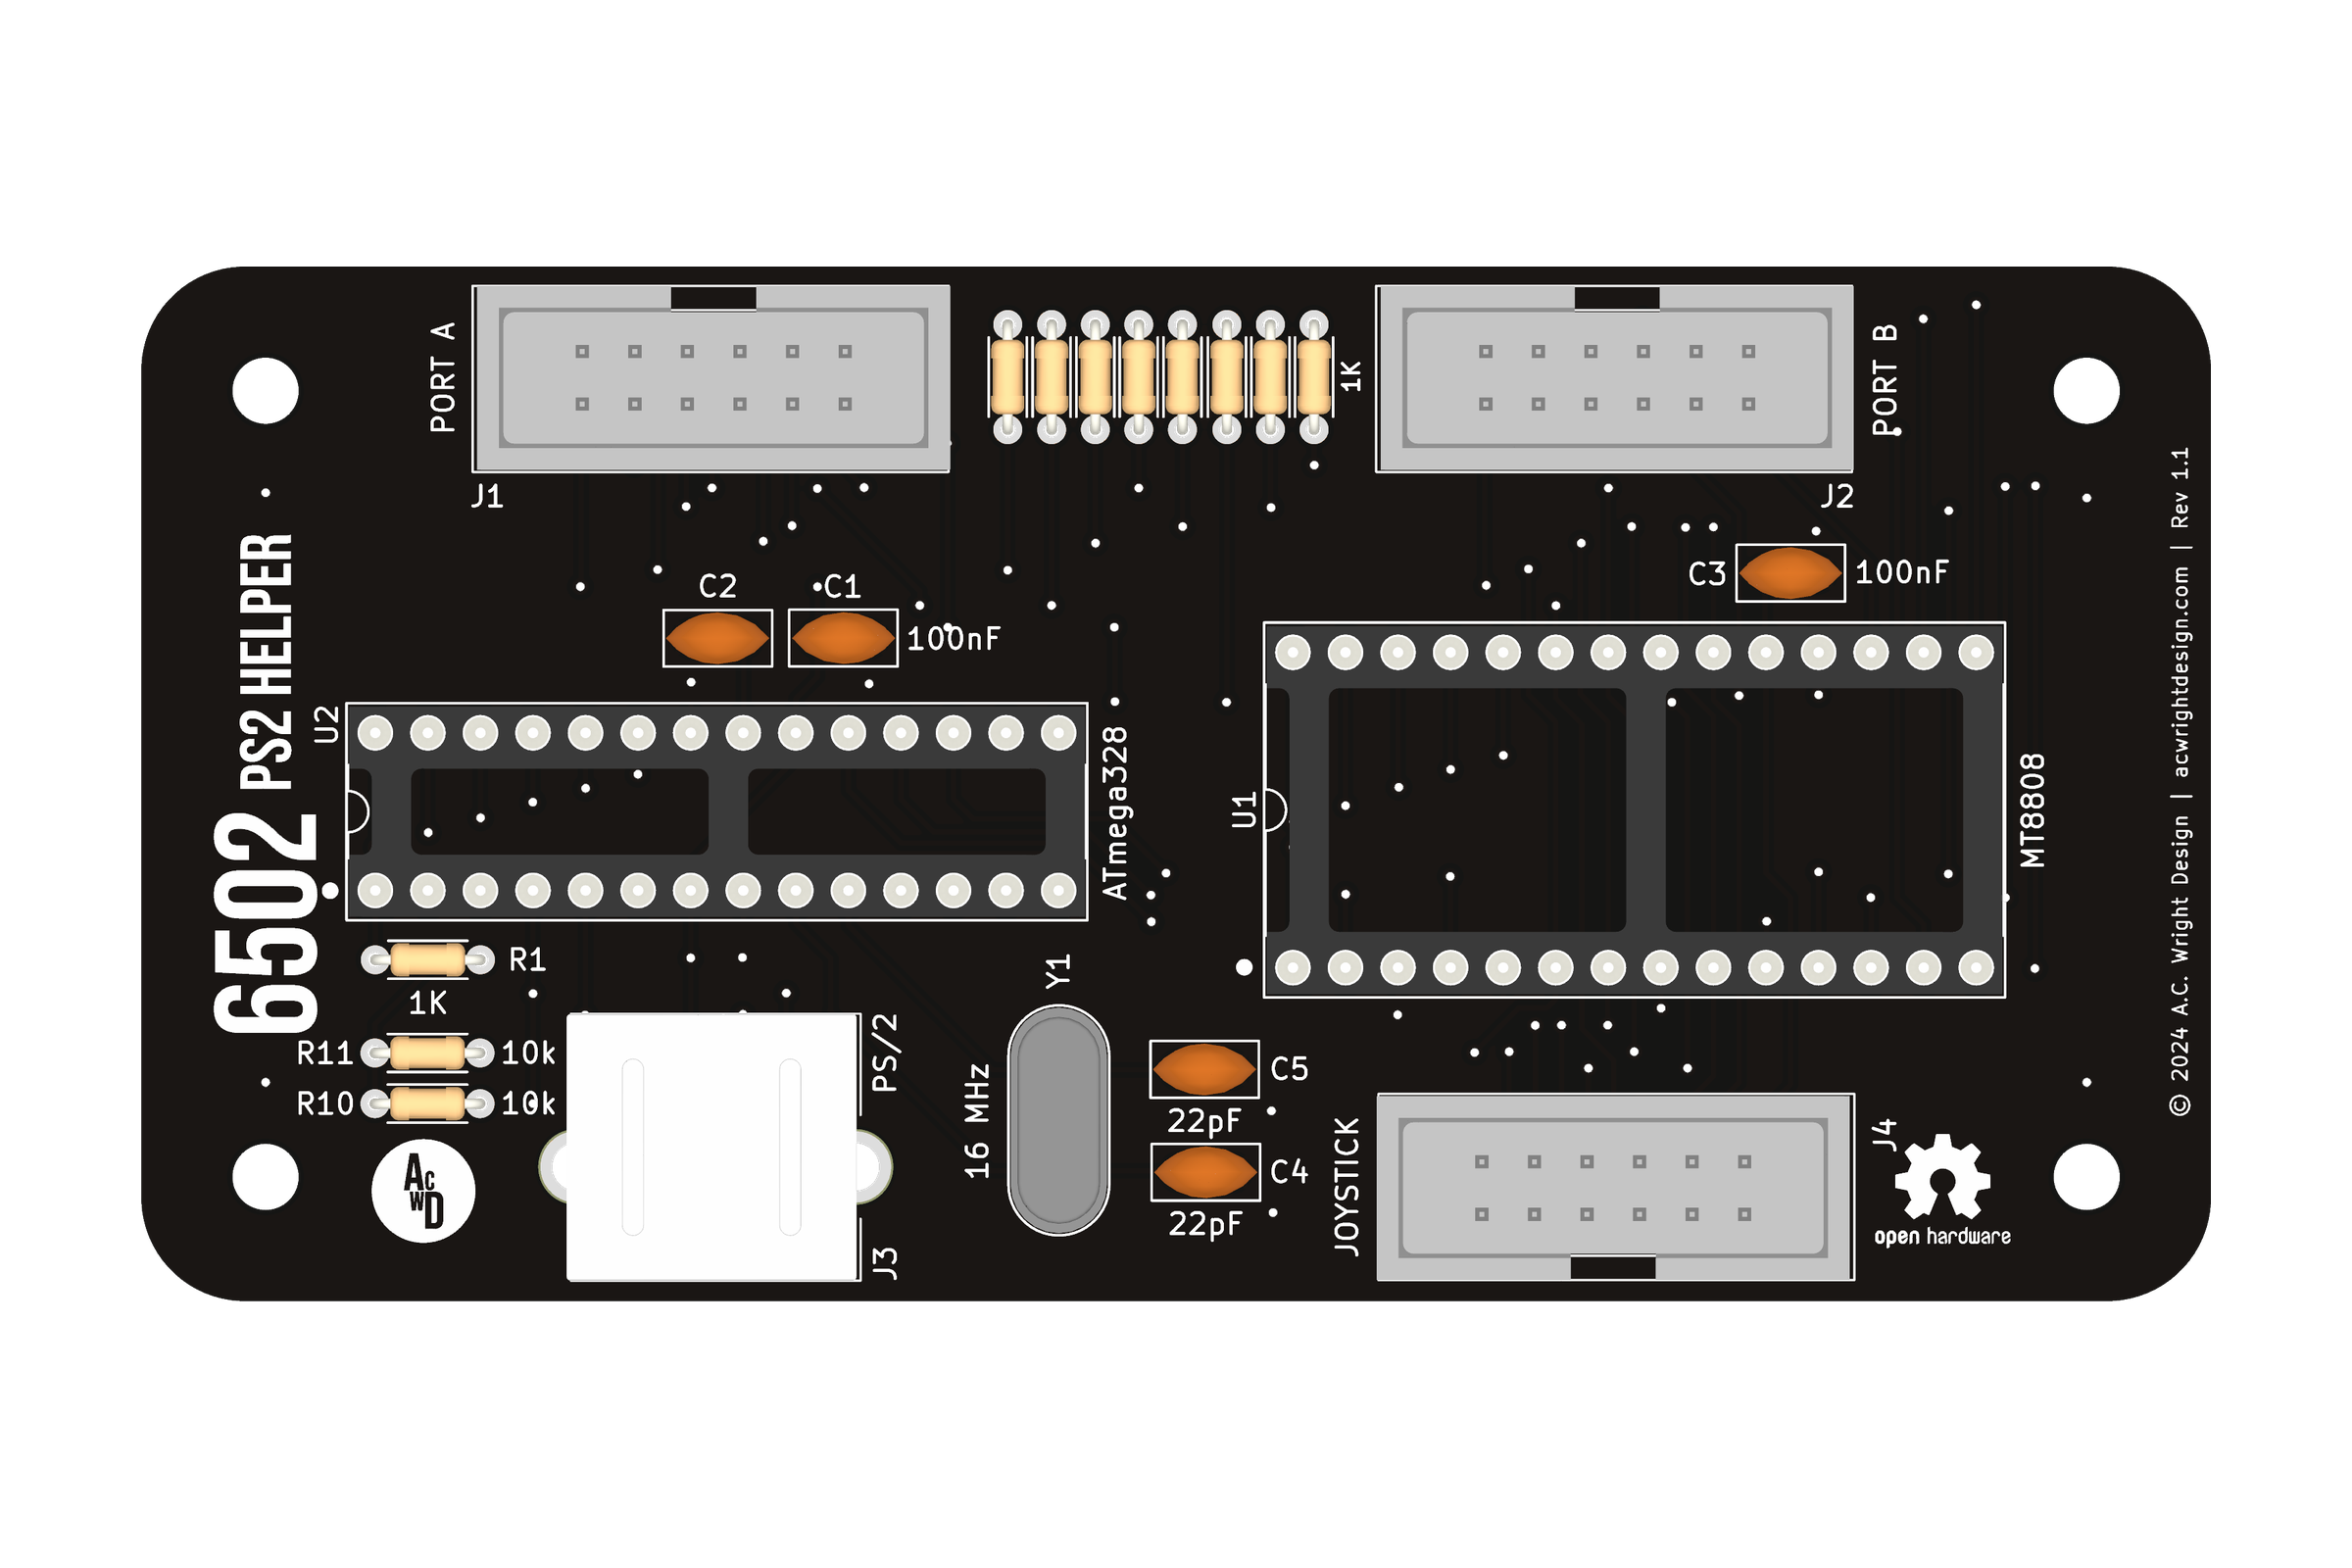 PORT A
J1
1K
PORT B
J2
C2
C1
100nF
C3
100nF
6502 PS2 HELPER
U2
ATmega328
U1
MT8808
© 2024 A.C. Wright Design | acwrightdesign.com | Rev 1.1
R1
1K
R11
10k
R10
10k
ACWD
PS/2
J3
Y1
16 MHz
C5
22pF
C4
22pF
JOYSTICK
J4
open hardware